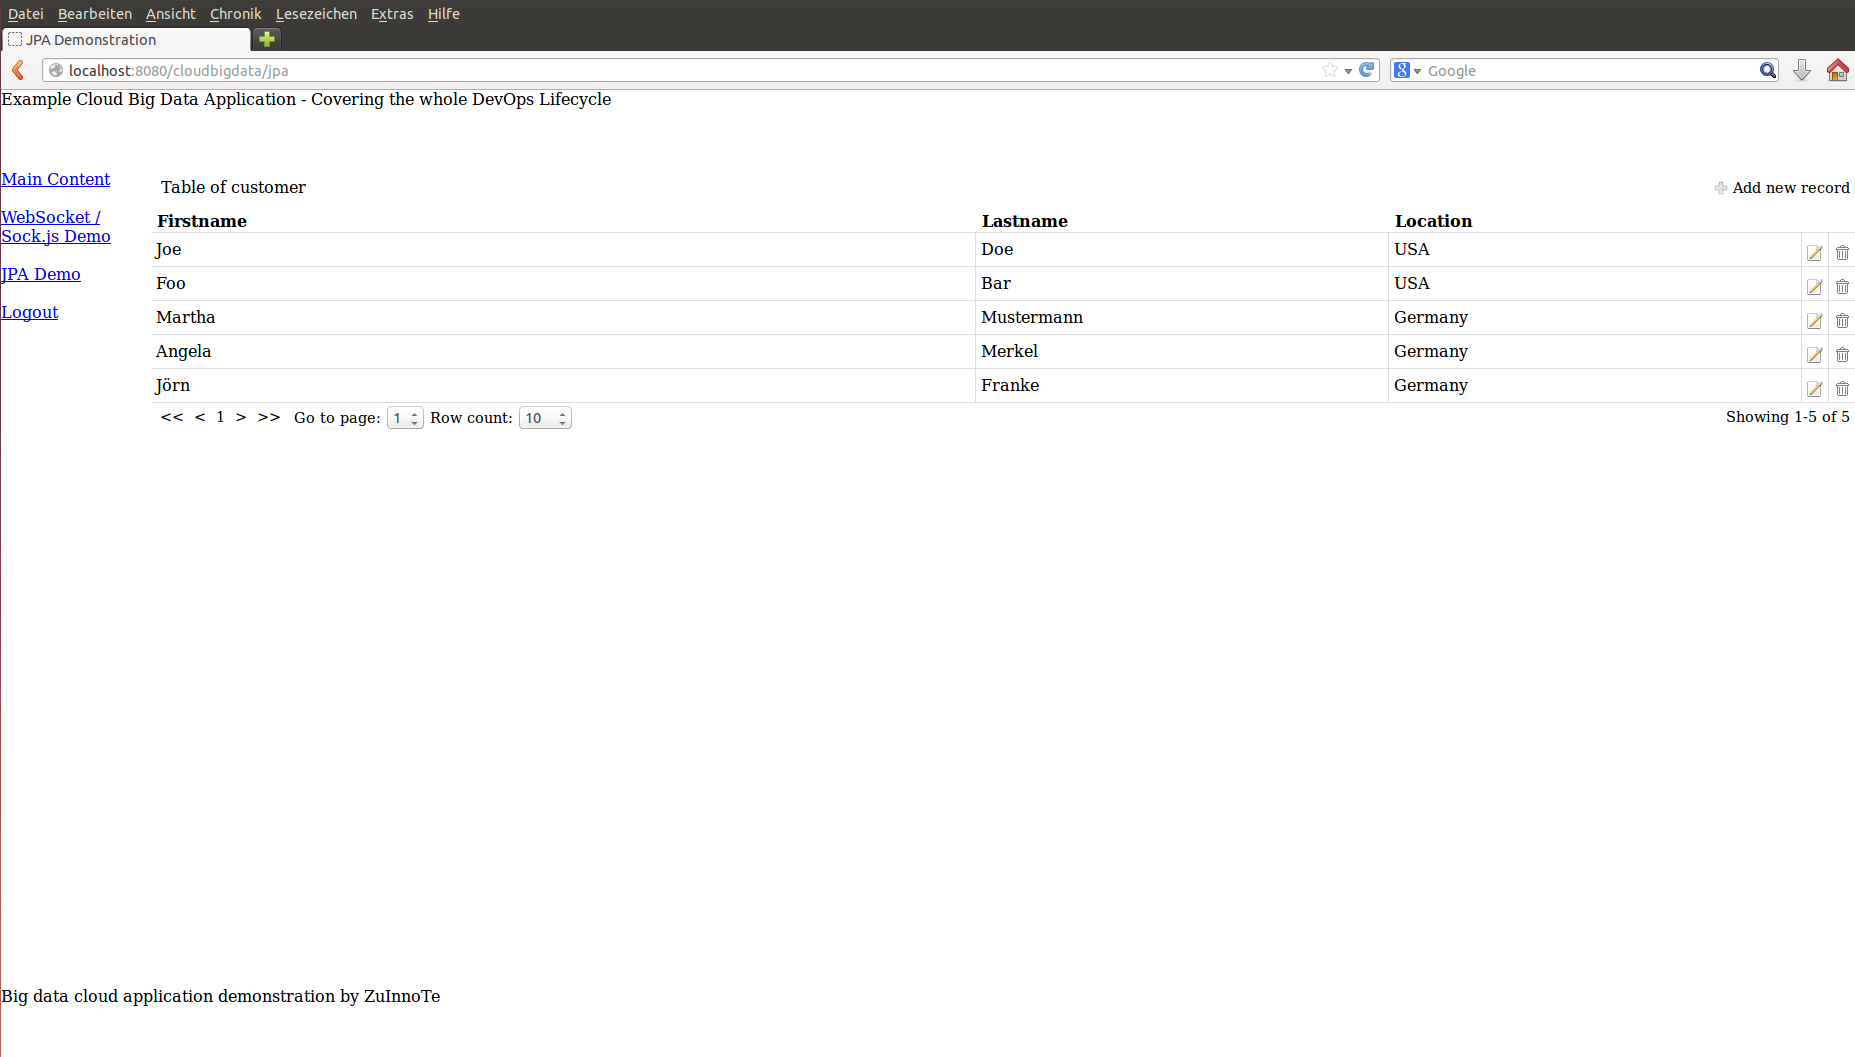 Datei Bearbeiten Ansicht Chronik Lesezeichen Extras Hilfe
JPA Demonstration
localhost:8080/cloudbigdata/jpa
8 Google
Example Cloud Big Data Application - Covering the whole DevOps Lifecycle
Main Content
WebSocket /
Sock.js Demo
JPA Demo
Logout
Table of customer Add new record
Firstname Lastname Location
Joe Doe USA
Foo Bar USA
Martha Mustermann Germany
Angela Merkel Germany
Jörn Franke Germany
<< < 1 > >> Go to page: 1 Row count: 10 Showing 1-5 of 5
Big data cloud application demonstration by ZuInnoTe